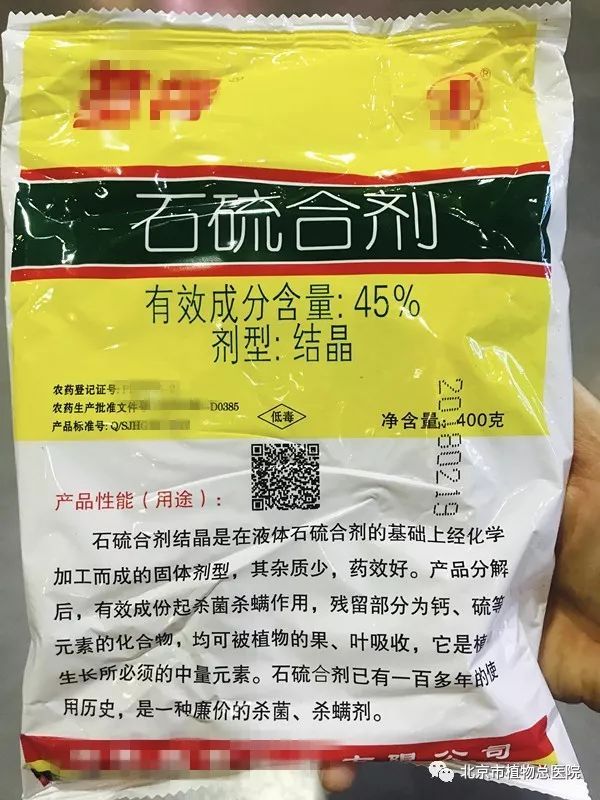 ®
石硫合剂
有效成分含量: 45%
剂型: 结晶
农药登记证号:
农药生产批准文件号 D0385
产品标准号: Q/SJHG
低毒
净含量: 400克
20180219
产品性能（用途）:
石硫合剂结晶是在液体石硫合剂的基础上经化学
加工而成的固体剂型，其杂质少，药效好。产品分解
后，有效成份起杀菌杀螨作用，残留部分为钙、硫等
元素的化合物，均可被植物的果、叶吸收，它是植
生长所必须的中量元素。石硫合剂已有一百多年的使
用历史，是一种廉价的杀菌、杀螨剂。
有限公司
北京市植物总医院